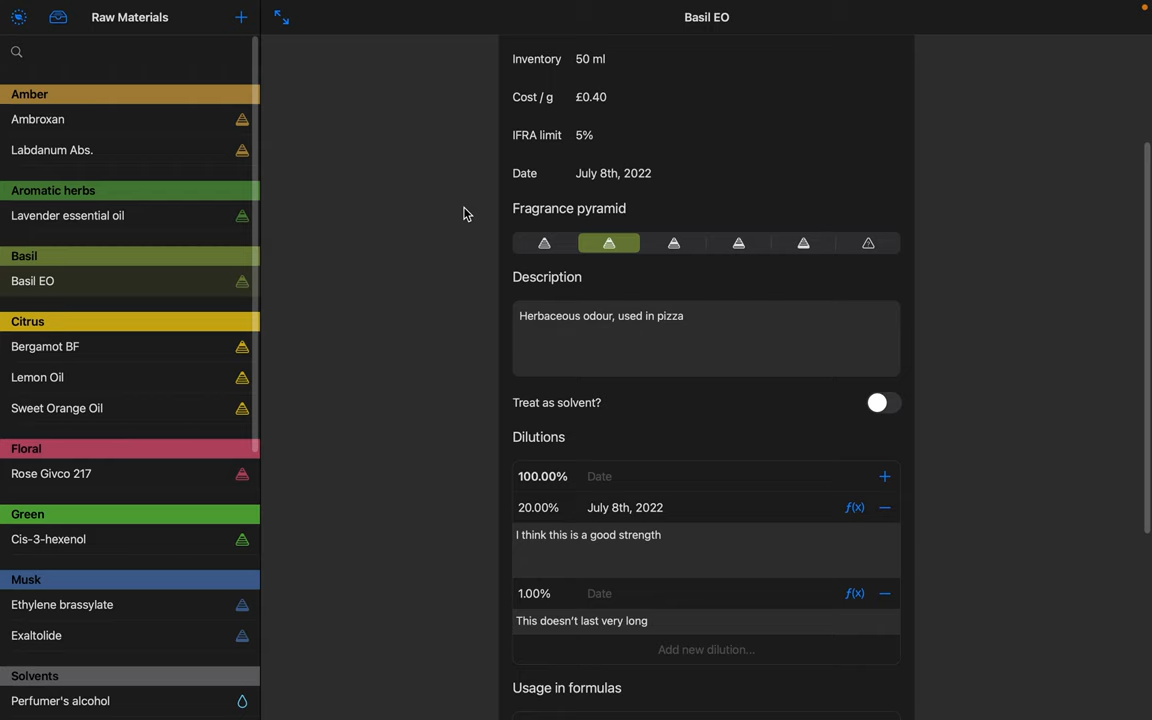 Raw Materials
Basil EO
Amber
Ambroxan
Labdanum Abs.
Aromatic herbs
Lavender essential oil
Basil
Basil EO
Citrus
Bergamot BF
Lemon Oil
Sweet Orange Oil
Floral
Rose Givco 217
Green
Cis-3-hexenol
Musk
Ethylene brassylate
Exaltolide
Solvents
Perfumer's alcohol
Inventory 50 ml
Cost / g £0.40
IFRA limit 5%
Date July 8th, 2022
Fragrance pyramid
Description
Herbaceous odour, used in pizza
Treat as solvent?
Dilutions
100.00% Date
20.00% July 8th, 2022 f(x)
I think this is a good strength
1.00% Date f(x)
This doesn't last very long
Add new dilution...
Usage in formulas